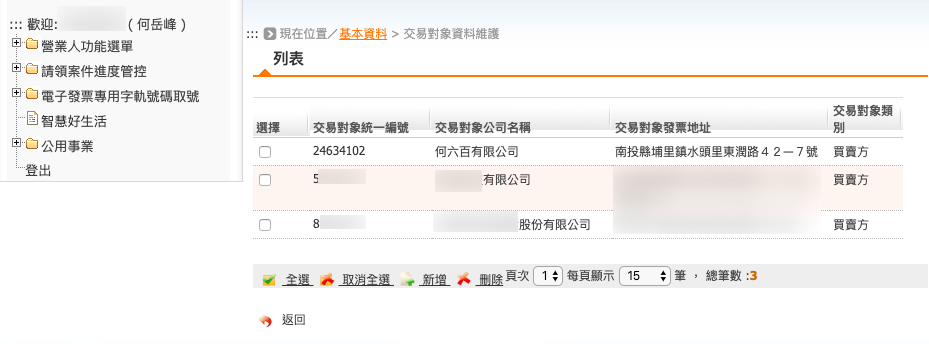 ::: 歡迎: ( 何岳峰 )
營業人功能選單
請領案件進度管控
電子發票專用字軌號碼取號
智慧好生活
公用事業
登出
::: 現在位置／基本資料 > 交易對象資料維護
列表
選擇 交易對象統一編號 交易對象公司名稱 交易對象發票地址 交易對象類別
24634102 何六百有限公司 南投縣埔里鎮水頭里東潤路４２一７號 買賣方
5 有限公司 買賣方
8 股份有限公司 買賣方
全選 取消全選 新增 刪除 頁次 1 每頁顯示 15 筆 ， 總筆數 :3
返回